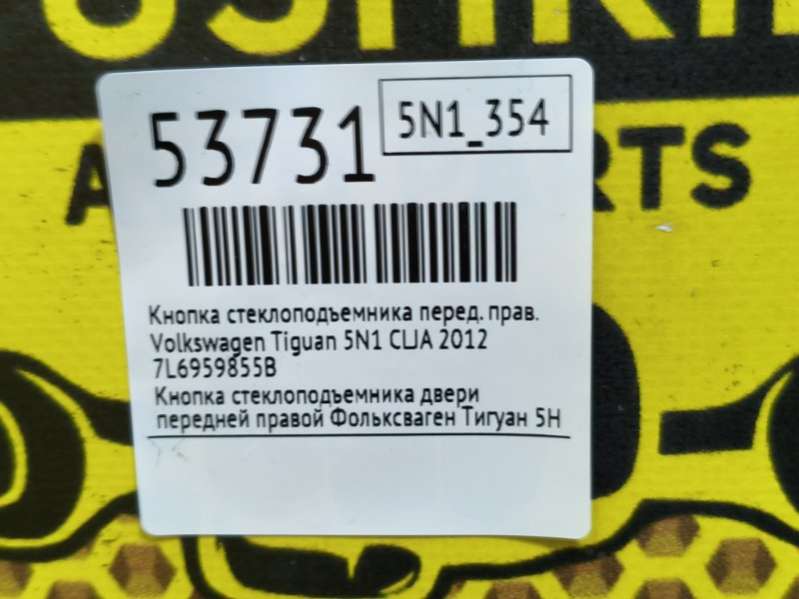 53731
5N1_354
RTS
Кнопка стеклоподъемника перед. прав.
Volkswagen Tiguan 5N1 CLJA 2012
7L6959855B
Кнопка стеклоподъемника двери
передней правой Фольксваген Тигуан 5Н